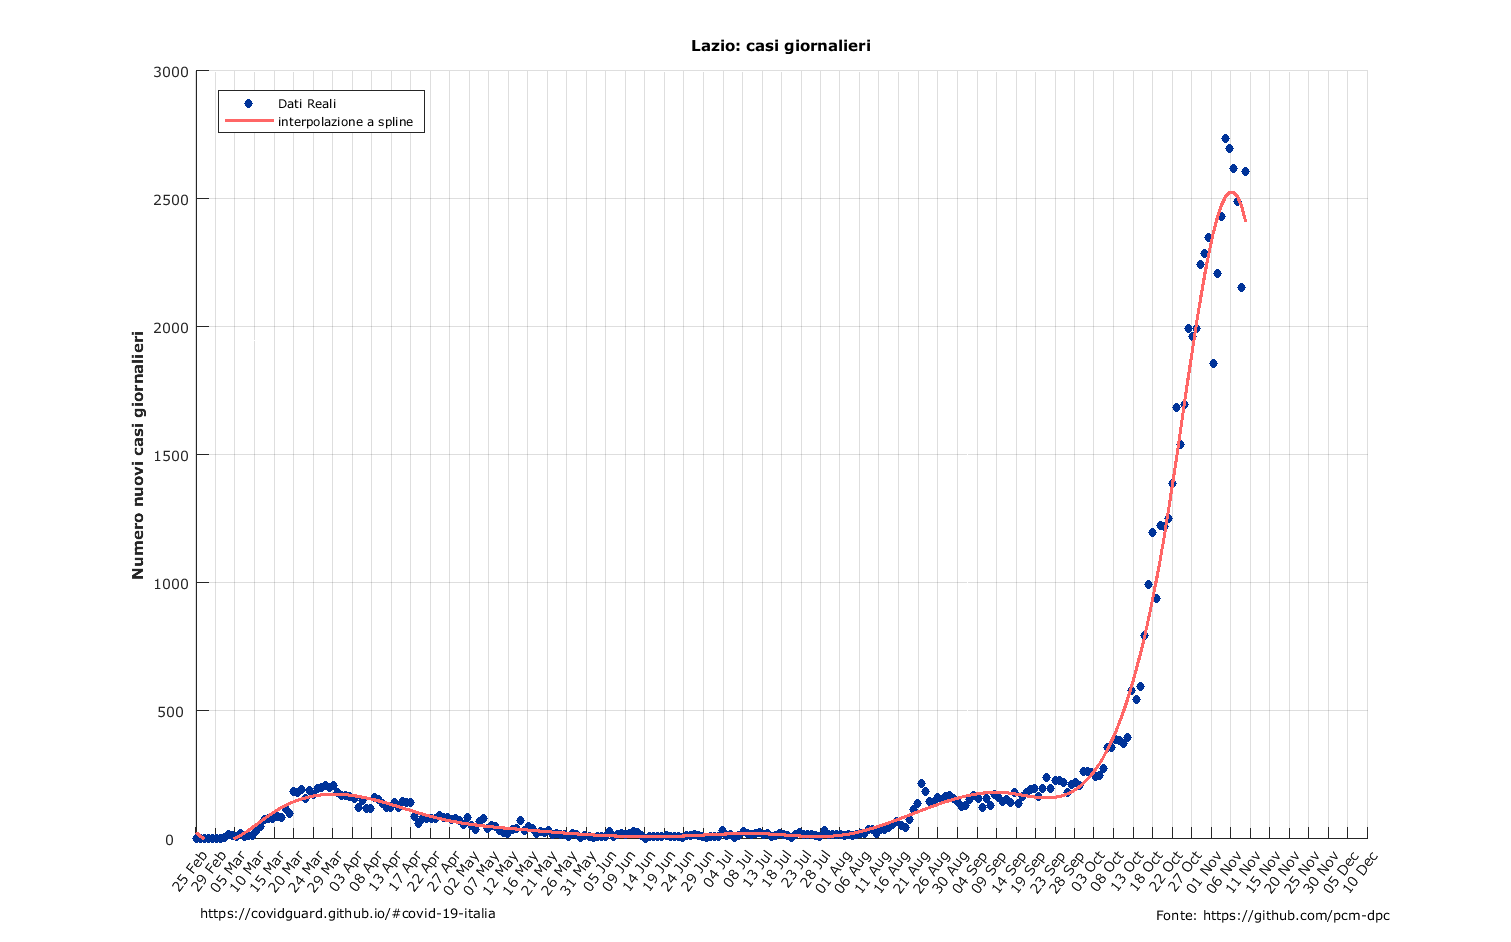 Lazio: casi giornalieri
Dati Reali
interpolazione a spline
Numero nuovi casi giornalieri
3000
2500
2000
1500
1000
500
0
25 Feb
29 Feb
05 Mar
10 Mar
15 Mar
20 Mar
24 Mar
29 Mar
03 Apr
08 Apr
13 Apr
17 Apr
22 Apr
27 Apr
02 May
07 May
12 May
16 May
21 May
26 May
31 May
05 Jun
09 Jun
14 Jun
19 Jun
24 Jun
29 Jun
04 Jul
08 Jul
13 Jul
18 Jul
23 Jul
28 Jul
01 Aug
06 Aug
11 Aug
16 Aug
21 Aug
26 Aug
30 Aug
04 Sep
09 Sep
14 Sep
19 Sep
23 Sep
28 Sep
03 Oct
08 Oct
13 Oct
18 Oct
22 Oct
27 Oct
01 Nov
06 Nov
11 Nov
15 Nov
20 Nov
25 Nov
30 Nov
05 Dec
10 Dec
https://covidguard.github.io/#covid-19-italia
Fonte: https://github.com/pcm-dpc